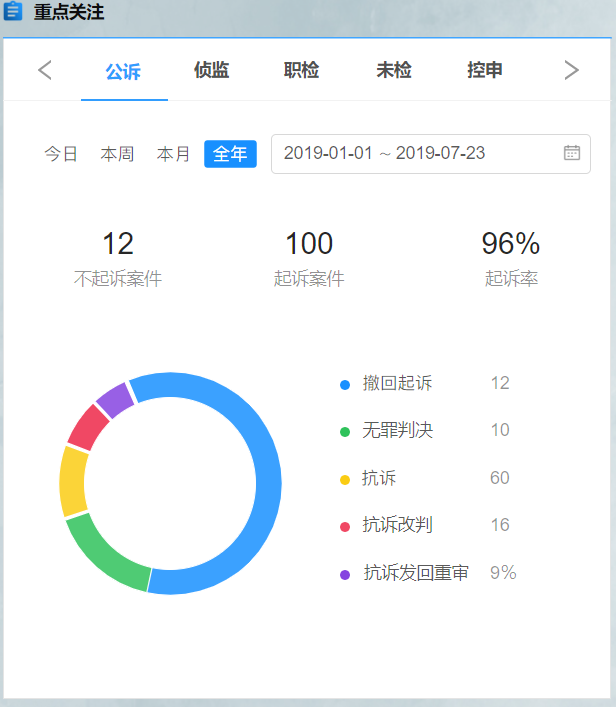 重点关注
公诉 侦监 职检 未检 控申
今日 本周 本月 全年 2019-01-01 ~ 2019-07-23
12 100 96%
不起诉案件 起诉案件 起诉率
撤回起诉 12
无罪判决 10
抗诉 60
抗诉改判 16
抗诉发回重审 9%